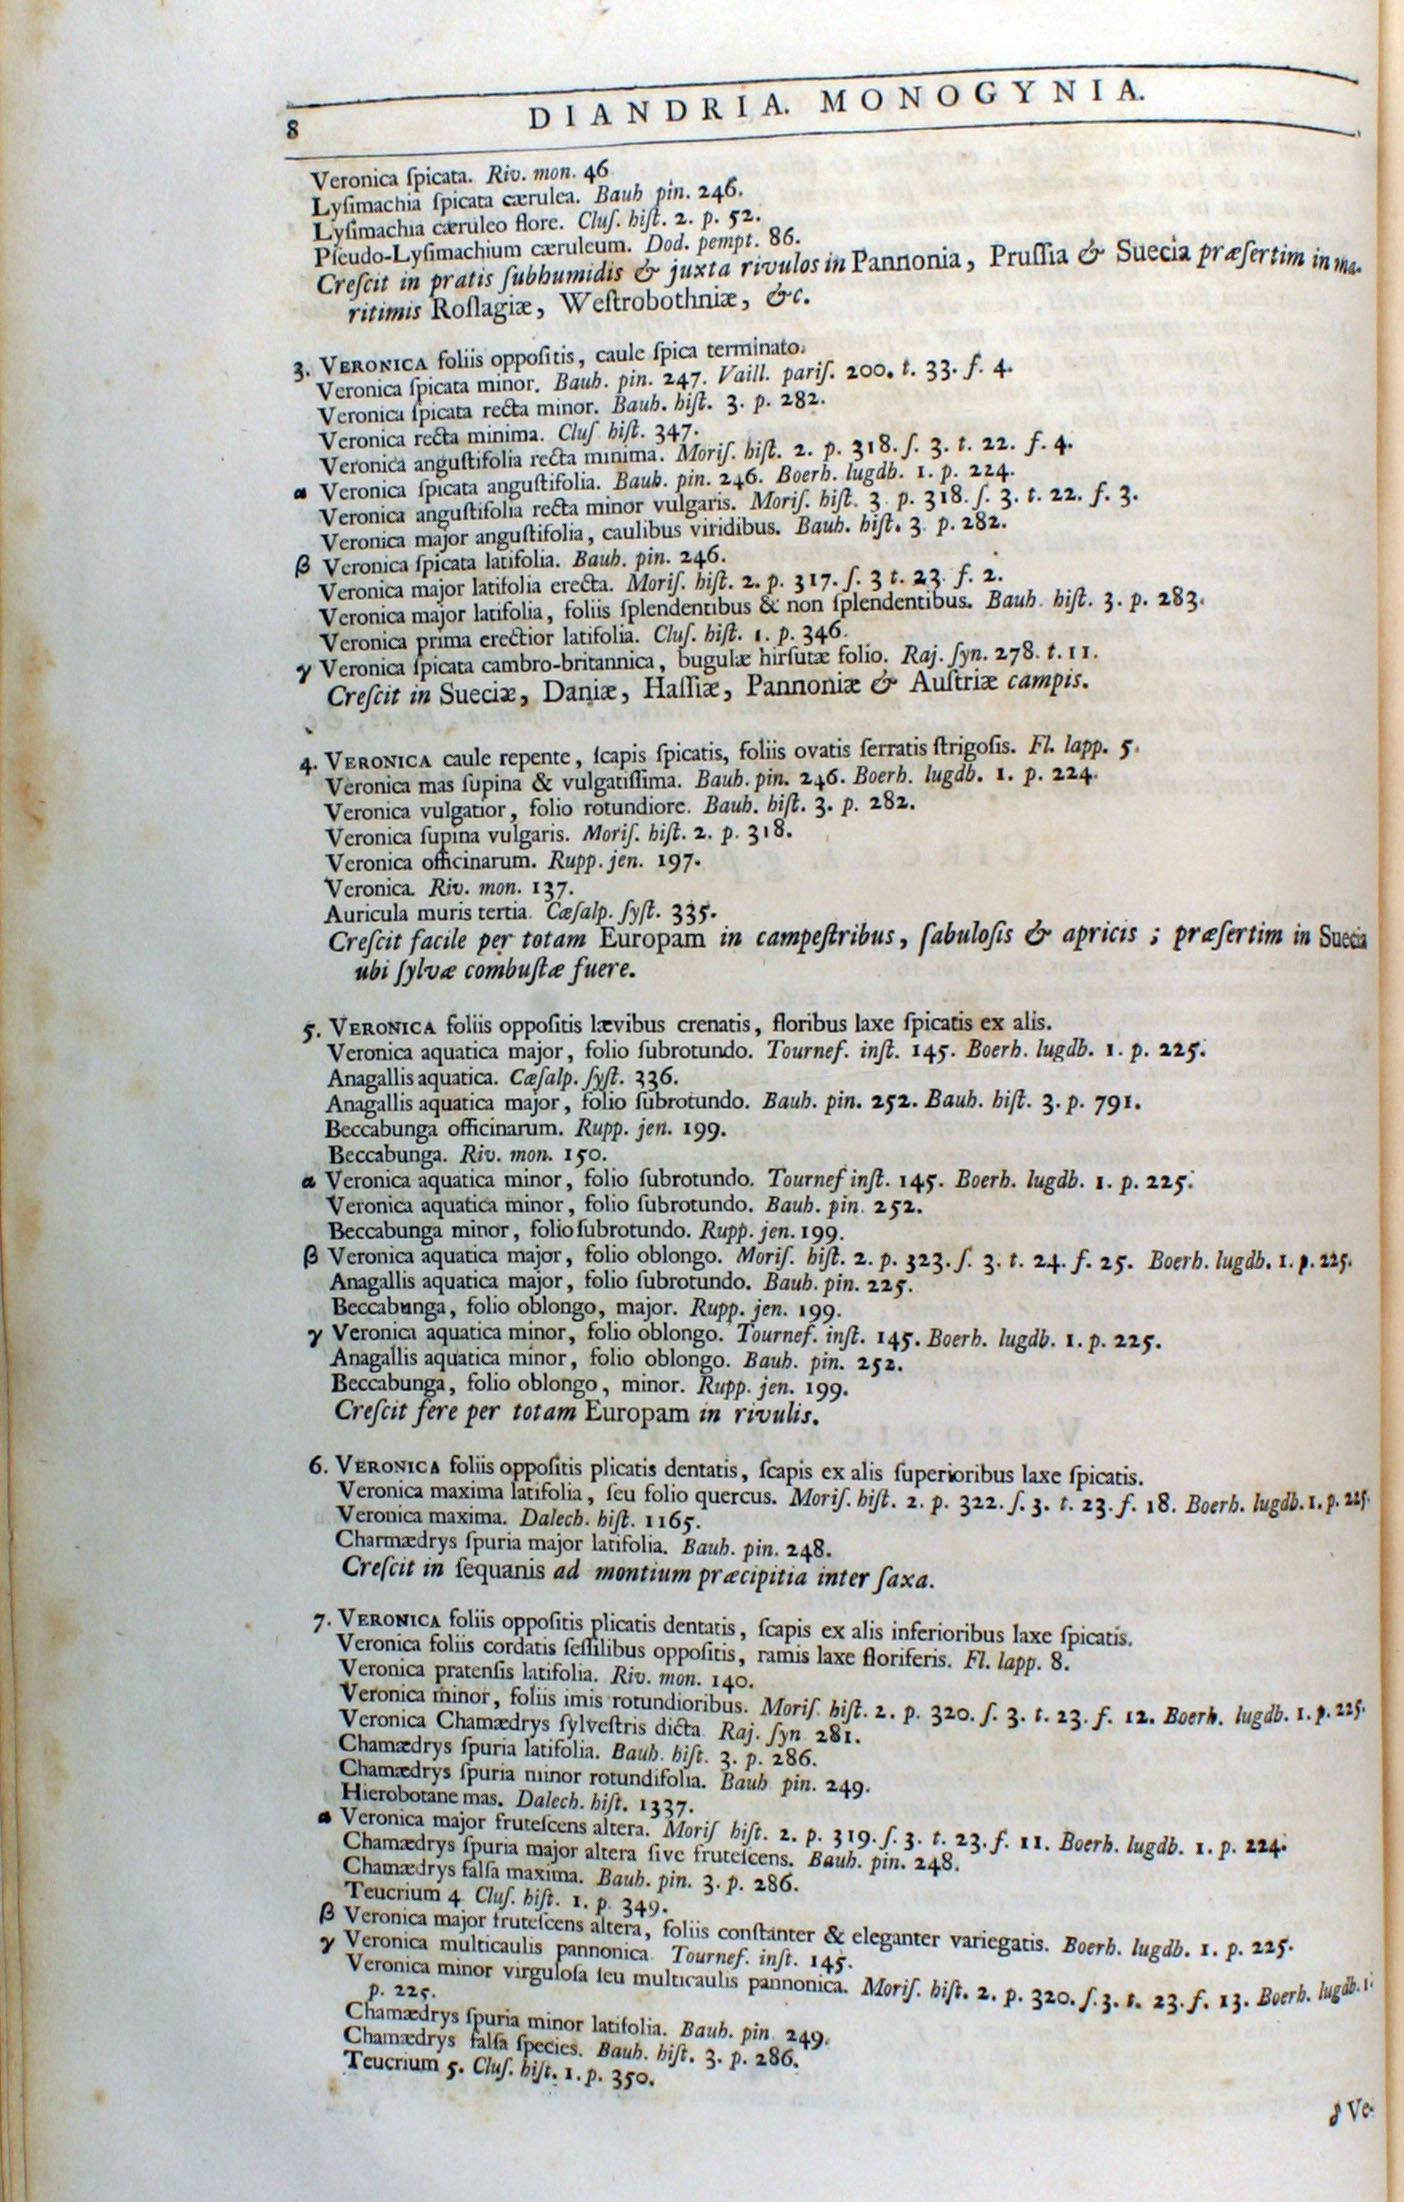 8 DIANDRIA. MONOGYNIA.
Veronica ſpicata. Riv. mon. 46
Lyſimachia ſpicata cærulea. Bauh pin. 246.
Lyſimachia cæruleo flore. Cluſ. hiſt. 2. p. 52.
Pſeudo-Lyſimachium cæruleum. Dod. pempt. 86.
Creſcit in pratis ſubhumidis & juxta rivulos in Pannonia, Pruſſia & Suecia præſertim in ma-
ritimis Roſlagiæ, Weſtrobothniæ, &c.
3. VERONICA foliis oppoſitis, caule ſpica terminato.
Veronica ſpicata minor. Bauh. pin. 247. Vaill. pariſ. 200. t. 33. f. 4.
Veronica ſpicata recta minor. Bauh. hiſt. 3. p. 282.
Veronica recta minima. Cluſ hiſt. 347.
Veronica anguſtifolia recta minima. Moriſ. hiſt. 2. p. 318. ſ. 3. t. 22. f. 4.
α Veronica ſpicata anguſtifolia. Bauh. pin. 246. Boerh. lugdb. 1. p. 224.
Veronica anguſtifolia recta minor vulgaris. Moriſ. hiſt. 3. p. 318. ſ. 3. t. 22. f. 3.
Veronica major anguſtifolia, caulibus viridibus. Bauh. hiſt. 3. p. 282.
β Veronica ſpicata latifolia. Bauh. pin. 246.
Veronica major latifolia erecta. Moriſ. hiſt. 2. p. 317. ſ. 3 t. 23. f. 2.
Veronica major latifolia, foliis ſplendentibus & non ſplendentibus. Bauh. hiſt. 3. p. 283.
Veronica prima erectior latifolia. Cluſ. hiſt. 1. p. 346.
γ Veronica ſpicata cambro-britannica, bugulæ hirſutæ folio. Raj. ſyn. 278. t. 11.
Creſcit in Sueciæ, Daniæ, Haſſiæ, Pannoniæ & Auſtriæ campis.
4. VERONICA caule repente, ſcapis ſpicatis, foliis ovatis ſerratis ſtrigoſis. Fl. lapp. 5.
Veronica mas ſupina & vulgatiſſima. Bauh. pin. 246. Boerh. lugdb. 1. p. 224.
Veronica vulgatior, folio rotundiore. Bauh. hiſt. 3. p. 282.
Veronica ſupina vulgaris. Moriſ. hiſt. 2. p. 318.
Veronica officinarum. Rupp. jen. 197.
Veronica. Riv. mon. 137.
Auricula muris tertia. Cæſalp. ſyſt. 335.
Creſcit facile per totam Europam in campeſtribus, ſabuloſis & apricis ; præſertim in Suecia
ubi ſylvæ combuſtæ fuere.
5. VERONICA foliis oppoſitis lævibus crenatis, floribus laxe ſpicatis ex alis.
Veronica aquatica major, folio ſubrotundo. Tournef. inſt. 145. Boerh. lugdb. 1. p. 225.
Anagallis aquatica. Cæſalp. ſyſt. 336.
Anagallis aquatica major, folio ſubrotundo. Bauh. pin. 252. Bauh. hiſt. 3. p. 791.
Beccabunga officinarum. Rupp. jen. 199.
Beccabunga. Riv. mon. 150.
α Veronica aquatica minor, folio ſubrotundo. Tournef inſt. 145. Boerh. lugdb. 1. p. 225.
Veronica aquatica minor, folio ſubrotundo. Bauh. pin. 252.
Beccabunga minor, folio ſubrotundo. Rupp. jen. 199.
β Veronica aquatica major, folio oblongo. Moriſ. hiſt. 2. p. 323. ſ. 3. t. 24. f. 25. Boerh. lugdb. 1. p. 225.
Anagallis aquatica major, folio ſubrotundo. Bauh. pin. 225.
Beccabunga, folio oblongo, major. Rupp. jen. 199.
γ Veronica aquatica minor, folio oblongo. Tournef. inſt. 145. Boerh. lugdb. 1. p. 225.
Anagallis aquatica minor, folio oblongo. Bauh. pin. 252.
Beccabunga, folio oblongo, minor. Rupp. jen. 199.
Creſcit fere per totam Europam in rivulis.
6. VERONICA foliis oppoſitis plicatis dentatis, ſcapis ex alis ſuperioribus laxe ſpicatis.
Veronica maxima latifolia, ſeu folio quercus. Moriſ. hiſt. 2. p. 322. ſ. 3. t. 23. f. 18. Boerh. lugdb. 1. p. 225.
Veronica maxima. Dalech. hiſt. 1165.
Charmædrys ſpuria major latifolia. Bauh. pin. 248.
Creſcit in ſequanis ad montium præcipitia inter ſaxa.
7. VERONICA foliis oppoſitis plicatis dentatis, ſcapis ex alis inferioribus laxe ſpicatis.
Veronica foliis cordatis ſeſſilibus oppoſitis, ramis laxe floriferis. Fl. lapp. 8.
Veronica pratenſis latifolia. Riv. mon. 140.
Veronica minor, foliis imis rotundioribus. Moriſ. hiſt. 2. p. 320. ſ. 3. t. 23. f. 12. Boerh. lugdb. 1. p. 225.
Veronica Chamædrys ſylveſtris dicta Raj. ſyn 281.
Chamædrys ſpuria latifolia. Bauh. hiſt. 3. p. 286.
Chamædrys ſpuria minor rotundifolia. Bauh pin. 249.
Hierobotane mas. Dalech. hiſt. 1337.
α Veronica major fruteſcens altera. Moriſ hiſt. 2. p. 319. ſ. 3. t. 23. f. 11. Boerh. lugdb. 1. p. 224.
Chamædrys ſpuria major altera ſive fruteſcens. Bauh. pin. 248.
Chamædrys falſa maxima. Bauh. pin. 3. p. 286.
Teucrium 4 Cluſ. hiſt. 1. p. 349.
β Veronica major fruteſcens altera, foliis conſtanter & eleganter variegatis. Boerh. lugdb. 1. p. 225.
γ Veronica multicaulis pannonica. Tournef. inſt. 145.
Veronica minor virguloſa ſeu multicaulis pannonica. Moriſ. hiſt. 2. p. 320. ſ. 3. t. 23. f. 13. Boerh. lugdb. 1.
p. 225.
Chamædrys ſpuria minor latifolia. Bauh. pin 249.
Chamædrys falſa ſpecies. Bauh. hiſt. 3. p. 286.
Teucrium 5. Cluſ. hiſt. 1. p. 350.
δ Ve-